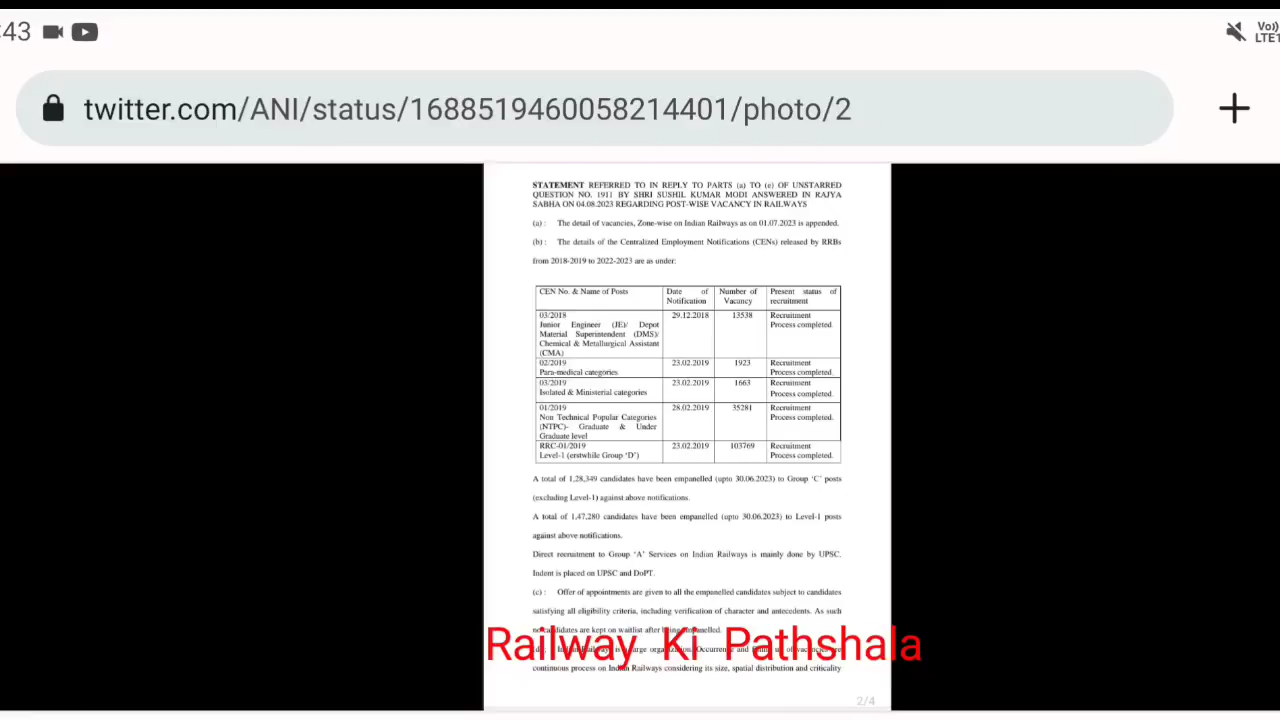 :43
Vo))
LTE1
twitter.com/ANI/status/1688519460058214401/photo/2
STATEMENT REFERRED TO IN REPLY TO PARTS (a) TO (e) OF UNSTARRED
QUESTION NO. 1911 BY SHRI SUSHIL KUMAR MODI ANSWERED IN RAJYA
SABHA ON 04.08.2023 REGARDING POST-WISE VACANCY IN RAILWAYS
(a) : The detail of vacancies, Zone-wise on Indian Railways as on 01.07.2023 is appended.
(b) : The details of the Centralized Employment Notifications (CENs) released by RRBs
from 2018-2019 to 2022-2023 are as under:
CEN No. & Name of Posts Date of Number of Present status of
Notification Vacancy recruitment
03/2018 29.12.2018 13538 Recruitment
Junior Engineer (JE)/ Depot Process completed.
Material Superintendent (DMS)/
Chemical & Metallurgical Assistant
(CMA)
02/2019 23.02.2019 1923 Recruitment
Para-medical categories Process completed.
03/2019 23.02.2019 1663 Recruitment
Isolated & Ministerial categories Process completed.
01/2019 28.02.2019 35281 Recruitment
Non Technical Popular Categories Process completed.
(NTPC)- Graduate & Under
Graduate level
RRC-01/2019 23.02.2019 103769 Recruitment
Level-1 (erstwhile Group ‘D’) Process completed.
A total of 1,28,349 candidates have been empanelled (upto 30.06.2023) to Group ‘C’ posts
(excluding Level-1) against above notifications.
A total of 1,47,280 candidates have been empanelled (upto 30.06.2023) to Level-1 posts
against above notifications.
Direct recruitment to Group ‘A’ Services on Indian Railways is mainly done by UPSC.
Indent is placed on UPSC and DoPT.
(c) : Offer of appointments are given to all the empanelled candidates subject to candidates
satisfying all eligibility criteria, including verification of character and antecedents. As such
no candidates are kept on waitlist after being empanelled.
Railway Ki Pathshala
large organization. Occurrence and of vacancies are
continuous process on Indian Railways considering its size, spatial distribution and criticality
2/4